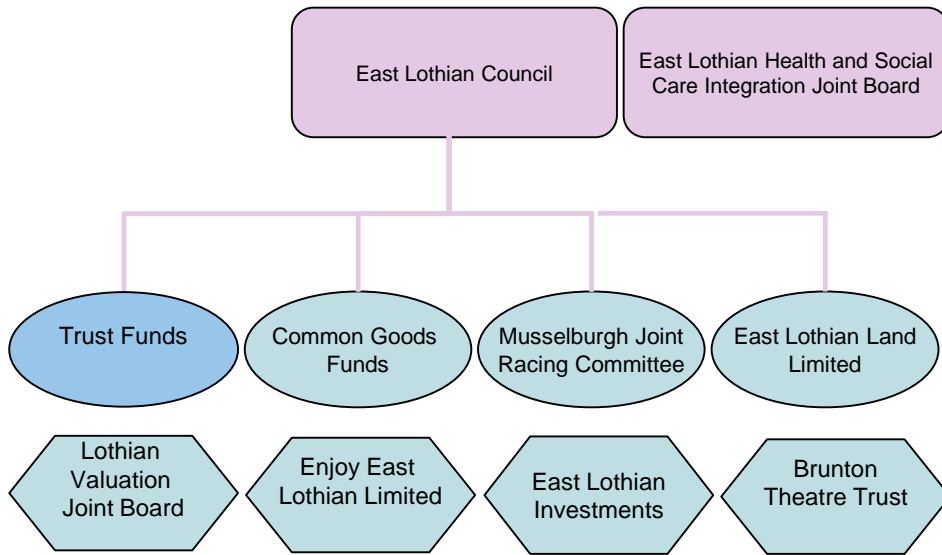 East Lothian Council
East Lothian Health and Social
Care Integration Joint Board
Trust Funds
Common Goods
Funds
Musselburgh Joint
Racing Committee
East Lothian Land
Limited
Lothian
Valuation
Joint Board
Enjoy East
Lothian Limited
East Lothian
Investments
Brunton
Theatre Trust